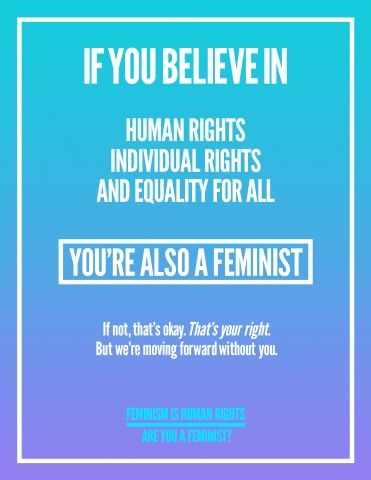 IF YOU BELIEVE IN
HUMAN RIGHTS
INDIVIDUAL RIGHTS
AND EQUALITY FOR ALL
YOU'RE ALSO A FEMINIST
If not, that's okay. That's your right.
But we're moving forward without you.
FEMINISM IS HUMAN RIGHTS
ARE YOU A FEMINIST?